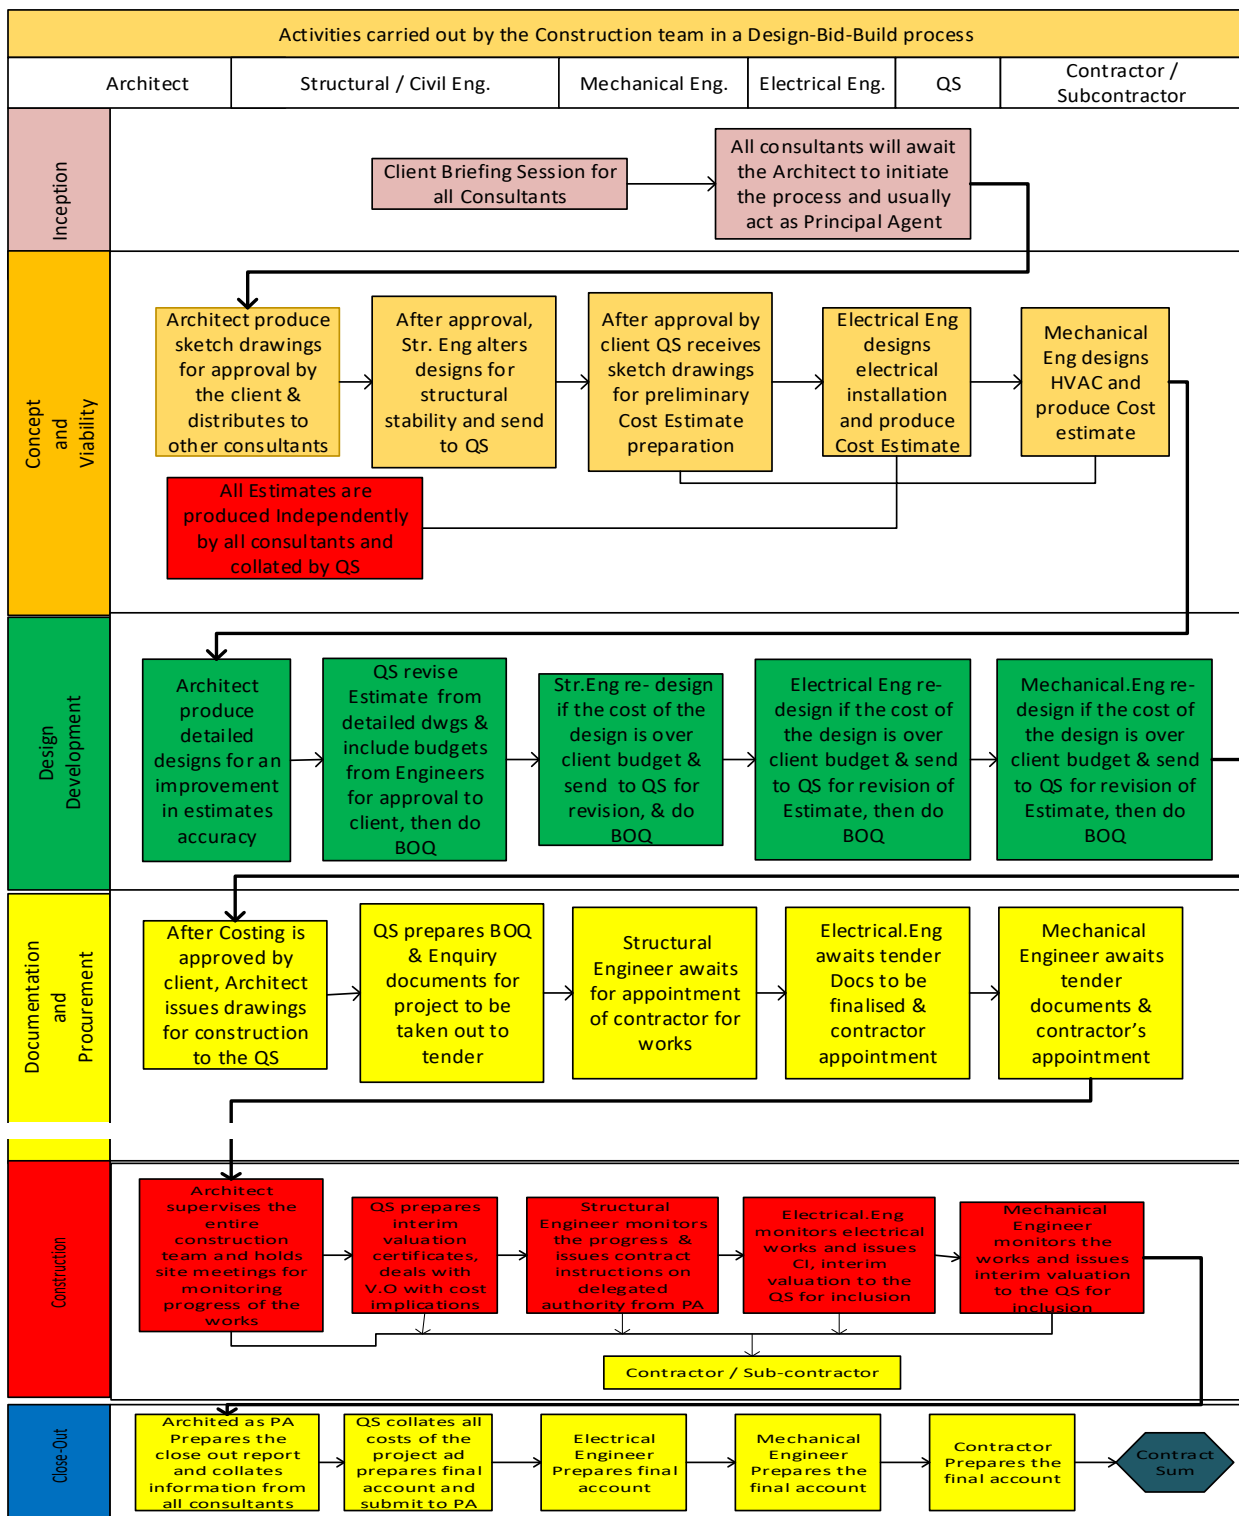 Activities carried out by the Construction team in a Design-Bid-Build process
Architect
Structural / Civil Eng.
Mechanical Eng.
Electrical Eng.
QS
Contractor /
Subcontractor
Inception
Client Briefing Session for
all Consultants
All consultants will await
the Architect to initiate
the process and usually
act as Principal Agent
Concept
and
Viability
Architect produce
sketch drawings
for approval by
the client &
distributes to
other consultants
After approval,
Str. Eng alters
designs for
structural
stability and send
to QS
After approval by
client QS receives
sketch drawings
for preliminary
Cost Estimate
preparation
Electrical Eng
designs
electrical
installation
and produce
Cost Estimate
Mechanical
Eng designs
HVAC and
produce Cost
estimate
All Estimates are
produced Independently
by all consultants and
collated by QS
Design
Development
Architect
produce
detailed
designs for an
improvement
in estimates
accuracy
QS revise
Estimate from
detailed dwgs &
include budgets
from Engineers
for approval to
client, then do
BOQ
Str.Eng re- design
if the cost of the
design is over
client budget &
send to QS for
revision, & do
BOQ
Electrical Eng re-
design if the cost of
the design is over
client budget & send
to QS for revision of
Estimate, then do
BOQ
Mechanical.Eng re-
design if the cost of
the design is over
client budget & send
to QS for revision of
Estimate, then do
BOQ
Documentation
and
Procurement
After Costing is
approved by
client, Architect
issues drawings
for construction
to the QS
QS prepares BOQ
& Enquiry
documents for
project to be
taken out to
tender
Structural
Engineer awaits
for appointment
of contractor for
works
Electrical.Eng
awaits tender
Docs to be
finalised &
contractor
appointment
Mechanical
Engineer awaits
tender
documents &
contractor’s
appointment
Construction
Architect
supervises the
entire
construction
team and holds
site meetings for
monitoring
progress of the
works
QS prepares
interim
valuation
certificates,
deals with
V.O with cost
implications
Structural
Engineer monitors
the progress &
issues contract
instructions on
delegated
authority from PA
Electrical.Eng
monitors electrical
works and issues
CI, interim
valuation to the
QS for inclusion
Mechanical
Engineer
monitors the
works and issues
interim valuation
to the QS for
inclusion
Contractor / Sub-contractor
Close-Out
Archited as PA
Prepares the
close out report
and collates
information from
all consultants
QS collates all
costs of the
project ad
prepares final
account and
submit to PA
Electrical
Engineer
Prepares final
account
Mechanical
Engineer
Prepares the
final account
Contractor
Prepares the
final account
Contract
Sum